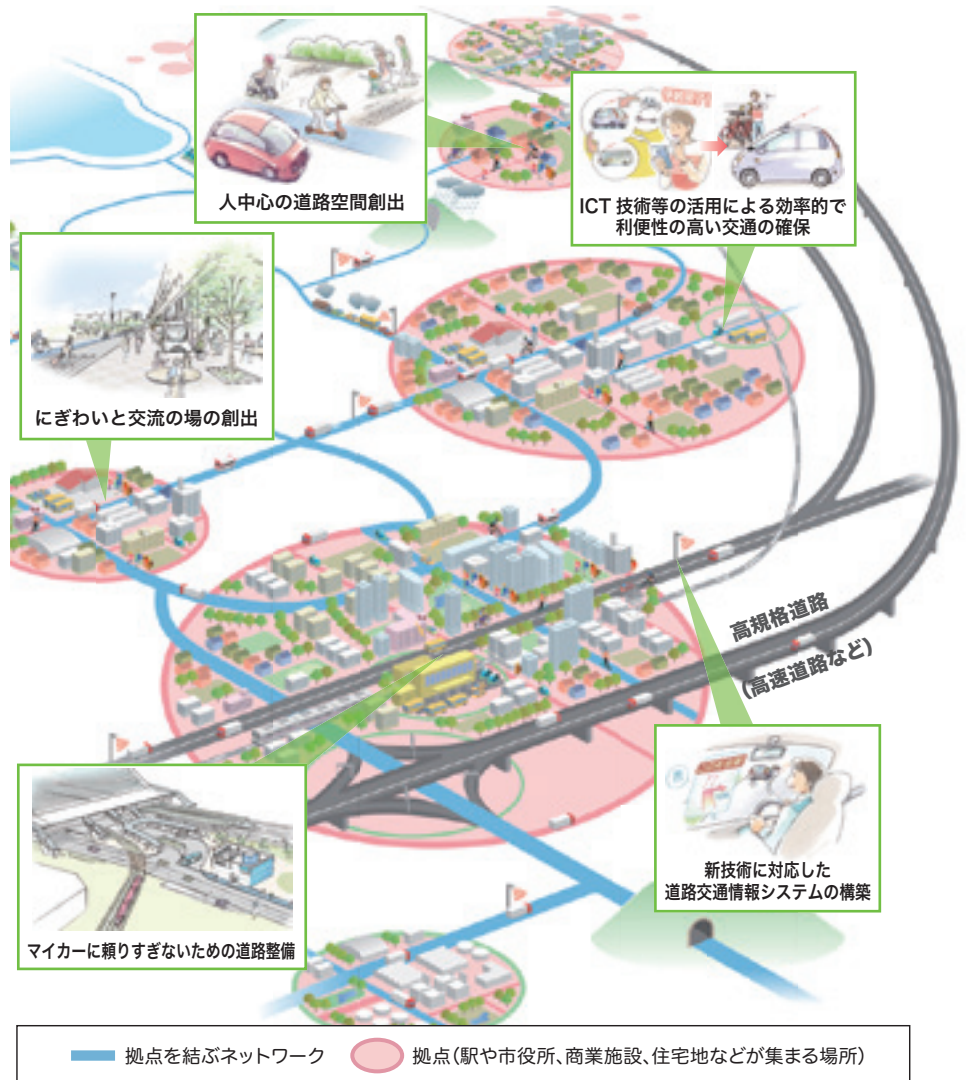 人中心の道路空間創出
ICT 技術等の活用による効率的で
利便性の高い交通の確保
にぎわいと交流の場の創出
高規格道路
(高速道路など)
新技術に対応した
道路交通情報システムの構築
マイカーに頼りすぎないための道路整備
拠点を結ぶネットワーク
拠点(駅や市役所、商業施設、住宅地などが集まる場所)